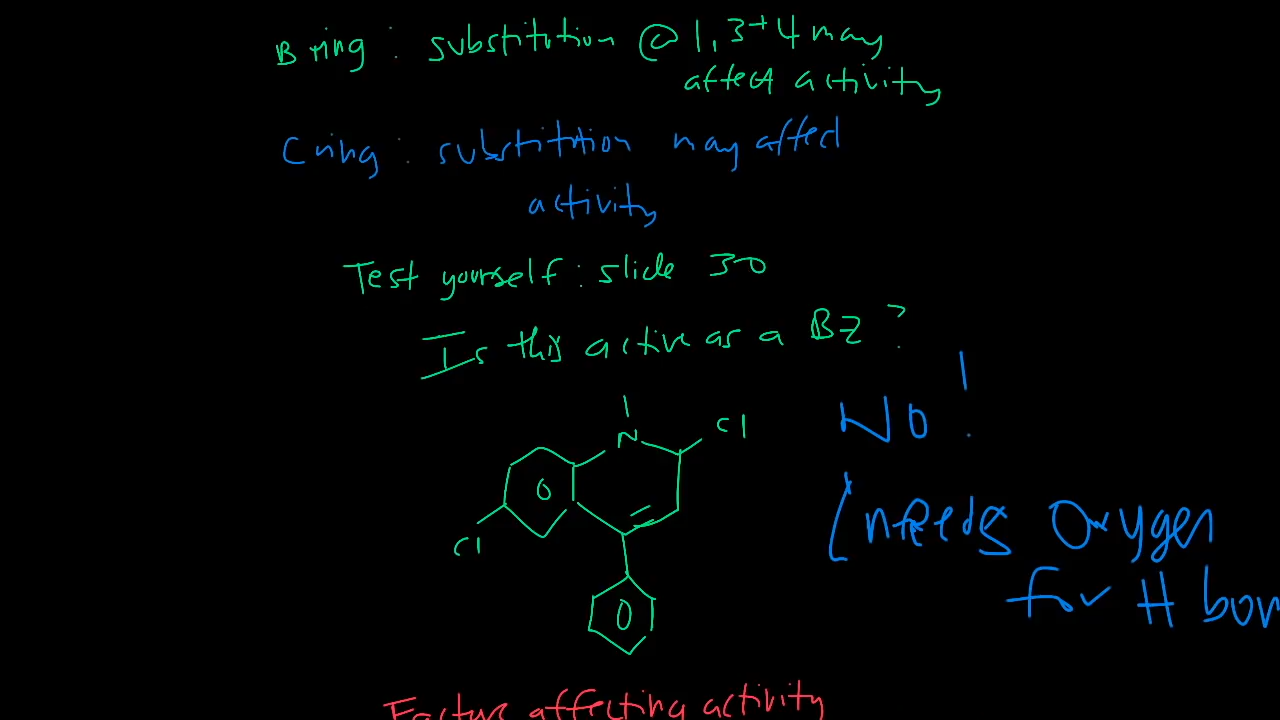 B ring : substitution @ 1, 3 + 4 may
affect activity
C ring : substitution may affect
activity
Test yourself : slide 30
Is this active as a BZ ?
No !
(needs oxygen
for H bon
N
Cl
Cl
Factors affecting activity